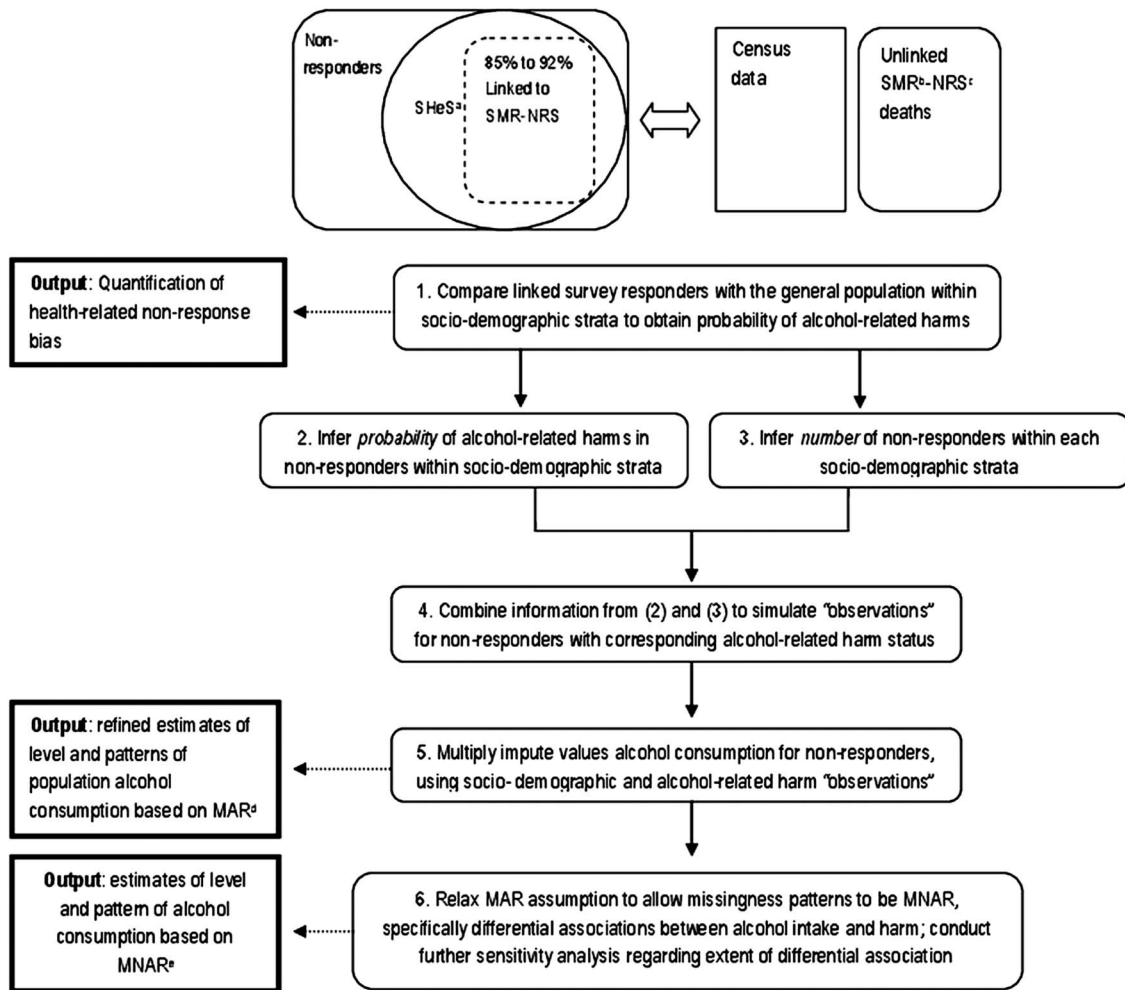 Non-
responders
SHeSᵃ
85% to 92%
Linked to
SMR-NRS
Census
data
Unlinked
SMRᵇ-NRSᶜ
deaths
Output: Quantification of
health-related non-response
bias
1. Compare linked survey responders with the general population within
socio-demographic strata to obtain probability of alcohol-related harms
2. Infer probability of alcohol-related harms in
non-responders within socio-demographic strata
3. Infer number of non-responders within each
socio-demographic strata
4. Combine information from (2) and (3) to simulate "observations"
for non-responders with corresponding alcohol-related harm status
Output: refined estimates of
level and patterns of
population alcohol
consumption based on MARᵈ
5. Multiply impute values alcohol consumption for non-responders,
using socio- demographic and alcohol-related harm "observations"
Output: estimates of level
and pattern of alcohol
consumption based on
MNARᵉ
6. Relax MAR assumption to allow missingness patterns to be MNAR,
specifically differential associations between alcohol intake and harm; conduct
further sensitivity analysis regarding extent of differential association